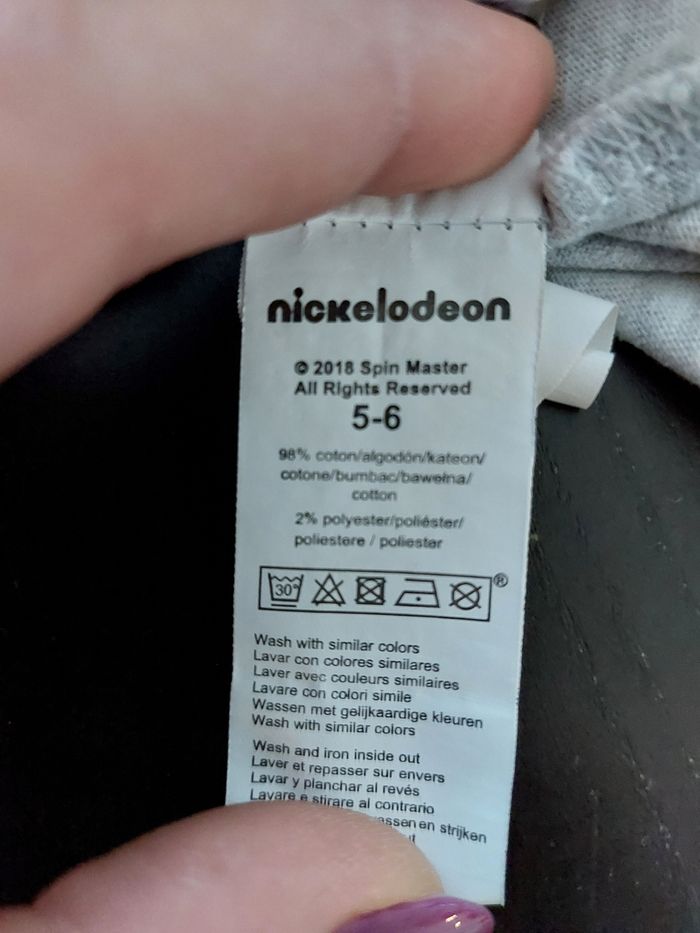 nickelodeon
© 2018 Spin Master
All Rights Reserved
5-6
98% coton/algodón/kateon/
cotone/bumbac/bawełna/
cotton
2% polyester/poliéster/
poliestere / poliester
30°
®
Wash with similar colors
Lavar con colores similares
Laver avec couleurs similaires
Lavare con colori simile
Wassen met gelijkaardige kleuren
Wash with similar colors
Wash and iron inside out
Laver et repasser sur envers
Lavar y planchar al revés
Lavare e stirare al contrario
en strijken